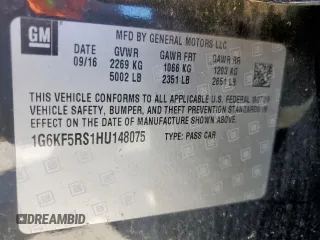 GM
MFD BY GENERAL MOTORS LLC
DATE GVWR GAWR FRT GAWR RR
09/16 2269 KG 1066 KG 1203 KG
5002 LB 2351 LB 2651 LB
THIS VEHICLE CONFORMS TO ALL APPLICABLE U.S. FEDERAL MOTOR
VEHICLE SAFETY, BUMPER, AND THEFT PREVENTION STANDARDS IN
EFFECT ON THE DATE OF MANUFACTURE SHOWN ABOVE.
1G6KF5RS1HU148075 TYPE: PASS CAR
© REBIDMOTORS.COM